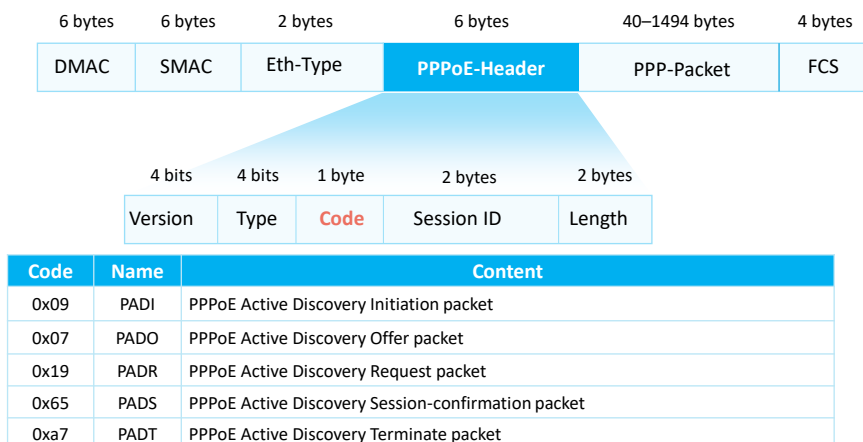 6 bytes 6 bytes 2 bytes 6 bytes 40–1494 bytes 4 bytes
DMAC SMAC Eth-Type PPPoE-Header PPP-Packet FCS
4 bits 4 bits 1 byte 2 bytes 2 bytes
Version Type Code Session ID Length
Code Name Content
0x09 PADI PPPoE Active Discovery Initiation packet
0x07 PADO PPPoE Active Discovery Offer packet
0x19 PADR PPPoE Active Discovery Request packet
0x65 PADS PPPoE Active Discovery Session-confirmation packet
0xa7 PADT PPPoE Active Discovery Terminate packet